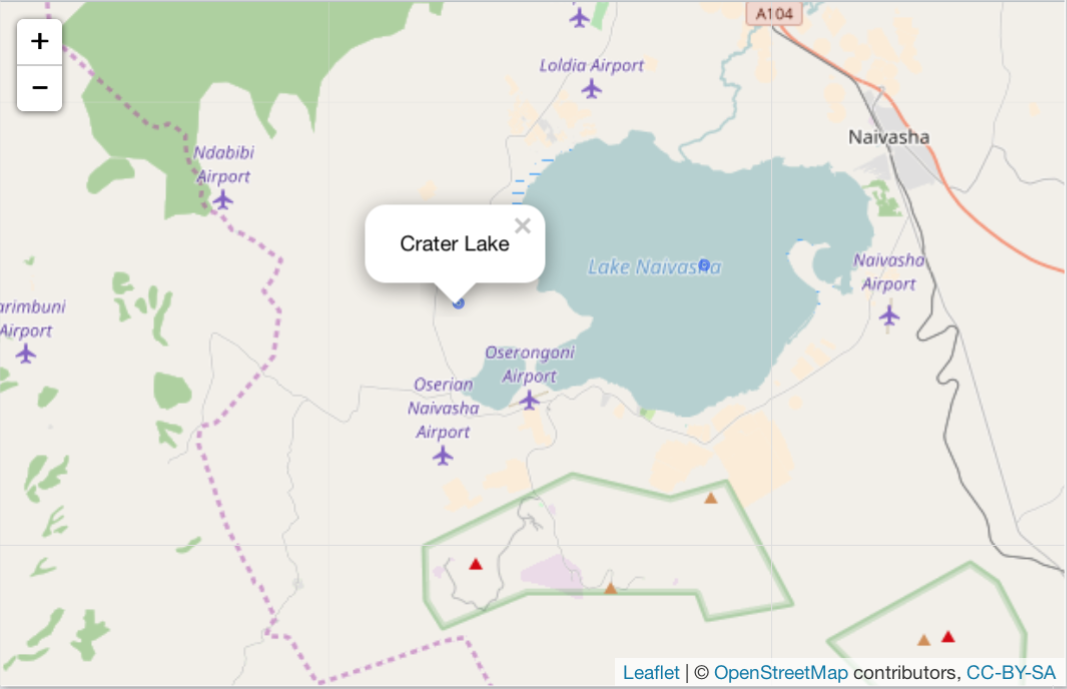 +
−
A104
Loldia Airport
Naivasha
Ndabibi
Airport
×
Crater Lake
Lake Naivasha
Naivasha
Airport
arimbuni
Airport
Oserongoni
Airport
Oserian
Naivasha
Airport
Leaflet | © OpenStreetMap contributors, CC-BY-SA